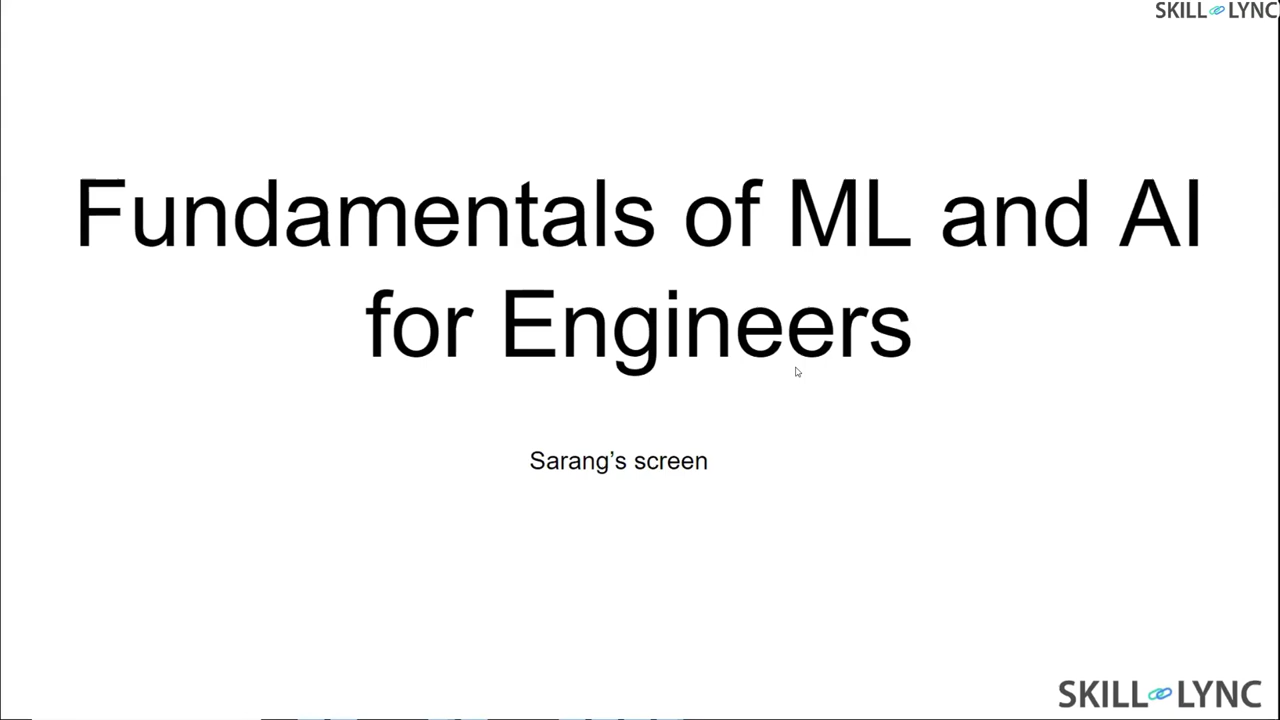 SKILL LYNC
Fundamentals of ML and AI
for Engineers
Sarang’s screen
SKILL LYNC